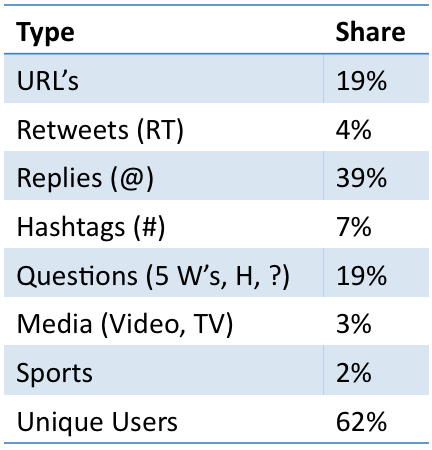 Type Share
URL’s 19%
Retweets (RT) 4%
Replies (@) 39%
Hashtags (#) 7%
Questions (5 W’s, H, ?) 19%
Media (Video, TV) 3%
Sports 2%
Unique Users 62%